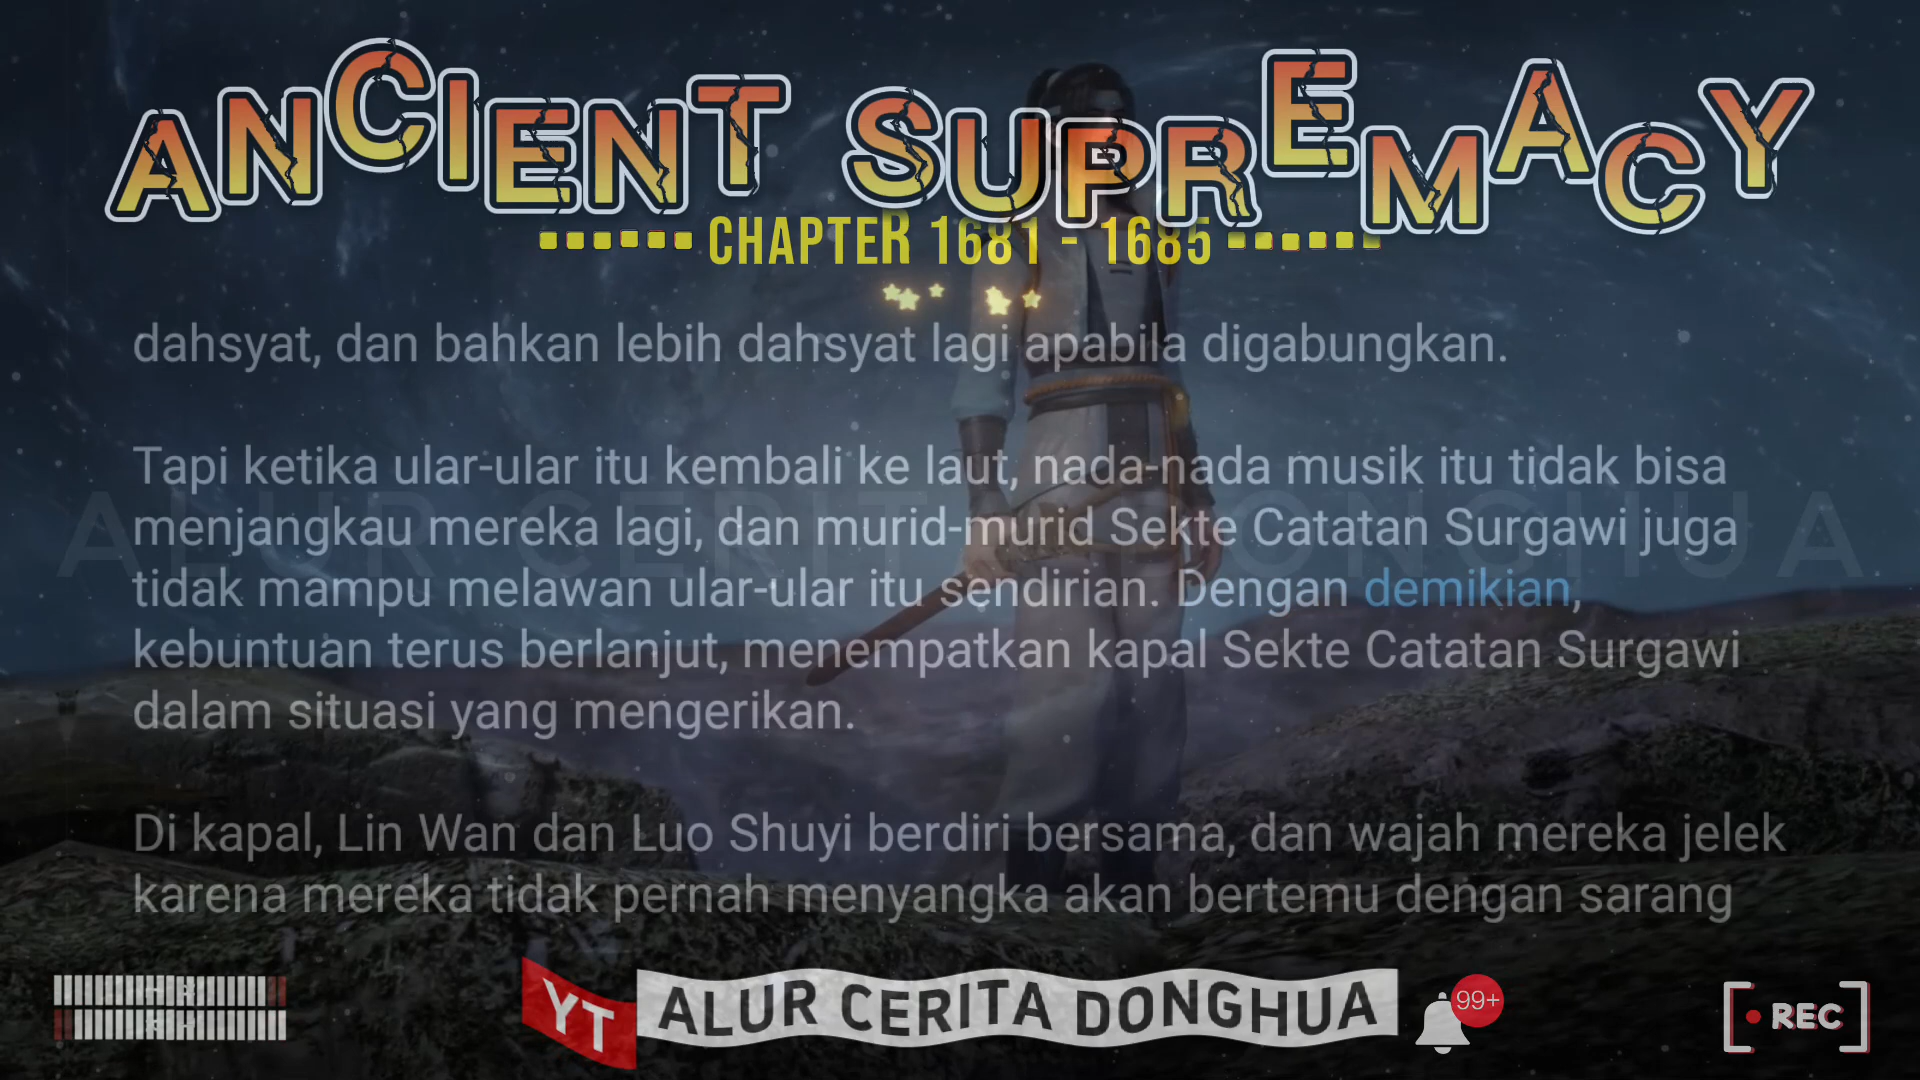 ANCIENT SUPREMACY
CHAPTER 1681 - 1685
dahsyat, dan bahkan lebih dahsyat lagi apabila digabungkan.
Tapi ketika ular-ular itu kembali ke laut, nada-nada musik itu tidak bisa
menjangkau mereka lagi, dan murid-murid Sekte Catatan Surgawi juga
tidak mampu melawan ular-ular itu sendirian. Dengan demikian,
kebuntuan terus berlanjut, menempatkan kapal Sekte Catatan Surgawi
dalam situasi yang mengerikan.
Di kapal, Lin Wan dan Luo Shuyi berdiri bersama, dan wajah mereka jelek
karena mereka tidak pernah menyangka akan bertemu dengan sarang
ALUR CERITA DONGHUA
YT ALUR CERITA DONGHUA
99+
REC